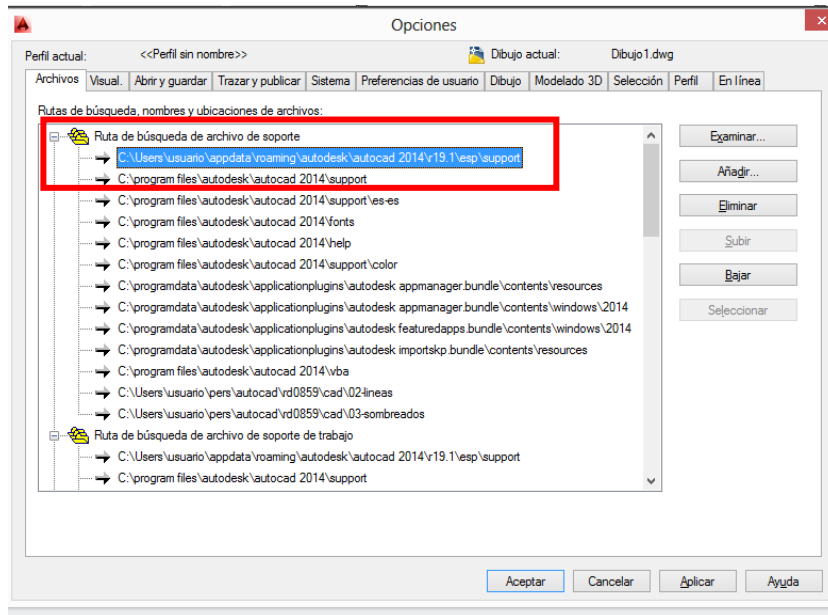 Opciones
Perfil actual: <<Perfil sin nombre>> Dibujo actual: Dibujo1.dwg
Archivos Visual. Abrir y guardar Trazar y publicar Sistema Preferencias de usuario Dibujo Modelado 3D Selección Perfil En línea
Rutas de búsqueda, nombres y ubicaciones de archivos:
Ruta de búsqueda de archivo de soporte
C:\Users\usuario\appdata\roaming\autodesk\autocad 2014\r19.1\esp\support
C:\program files\autodesk\autocad 2014\support
C:\program files\autodesk\autocad 2014\support\es-es
C:\program files\autodesk\autocad 2014\fonts
C:\program files\autodesk\autocad 2014\help
C:\program files\autodesk\autocad 2014\support\color
C:\programdata\autodesk\applicationplugins\autodesk appmanager.bundle\contents\resources
C:\programdata\autodesk\applicationplugins\autodesk appmanager.bundle\contents\windows\2014
C:\programdata\autodesk\applicationplugins\autodesk featuredapps.bundle\contents\windows\2014
C:\programdata\autodesk\applicationplugins\autodesk importskp.bundle\contents\resources
C:\program files\autodesk\autocad 2014\vba
C:\Users\usuario\pers\autocad\rd0859\cad\02-lineas
C:\Users\usuario\pers\autocad\rd0859\cad\03-sombreados
Ruta de búsqueda de archivo de soporte de trabajo
C:\Users\usuario\appdata\roaming\autodesk\autocad 2014\r19.1\esp\support
C:\program files\autodesk\autocad 2014\support
Examinar...
Añadir...
Eliminar
Subir
Bajar
Seleccionar
Aceptar Cancelar Aplicar Ayuda